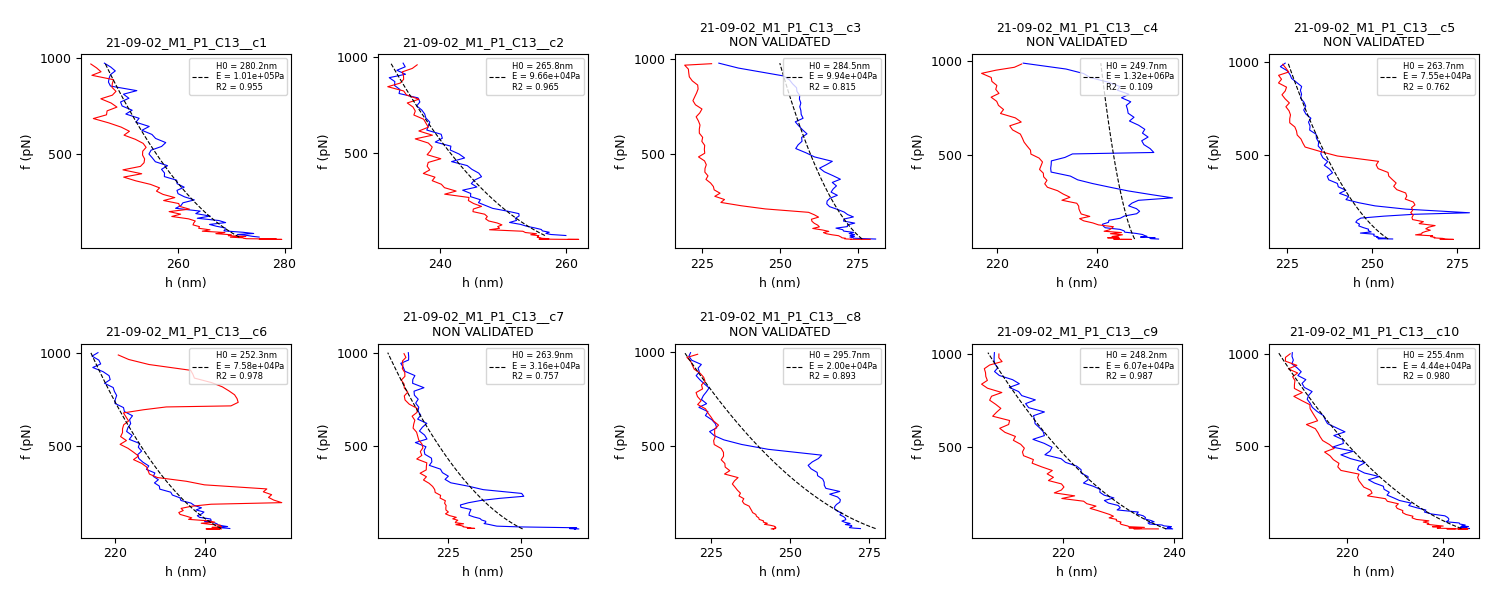 21-09-02_M1_P1_C13__c1
H0 = 280.2nm
E = 1.01e+05Pa
R2 = 0.955
1000
500
f (pN)
260
280
h (nm)
21-09-02_M1_P1_C13__c2
H0 = 265.8nm
E = 9.66e+04Pa
R2 = 0.965
1000
500
f (pN)
240
260
h (nm)
21-09-02_M1_P1_C13__c3
NON VALIDATED
H0 = 284.5nm
E = 9.94e+04Pa
R2 = 0.815
1000
500
f (pN)
225
250
275
h (nm)
21-09-02_M1_P1_C13__c4
NON VALIDATED
H0 = 249.7nm
E = 1.32e+06Pa
R2 = 0.109
1000
500
f (pN)
220
240
h (nm)
21-09-02_M1_P1_C13__c5
NON VALIDATED
H0 = 263.7nm
E = 7.55e+04Pa
R2 = 0.762
1000
500
f (pN)
225
250
275
h (nm)
21-09-02_M1_P1_C13__c6
H0 = 252.3nm
E = 7.58e+04Pa
R2 = 0.978
1000
500
f (pN)
220
240
h (nm)
21-09-02_M1_P1_C13__c7
NON VALIDATED
H0 = 263.9nm
E = 3.16e+04Pa
R2 = 0.757
1000
500
f (pN)
225
250
h (nm)
21-09-02_M1_P1_C13__c8
NON VALIDATED
H0 = 295.7nm
E = 2.00e+04Pa
R2 = 0.893
1000
500
f (pN)
225
250
275
h (nm)
21-09-02_M1_P1_C13__c9
H0 = 248.2nm
E = 6.07e+04Pa
R2 = 0.987
1000
500
f (pN)
220
240
h (nm)
21-09-02_M1_P1_C13__c10
H0 = 255.4nm
E = 4.44e+04Pa
R2 = 0.980
1000
500
f (pN)
220
240
h (nm)